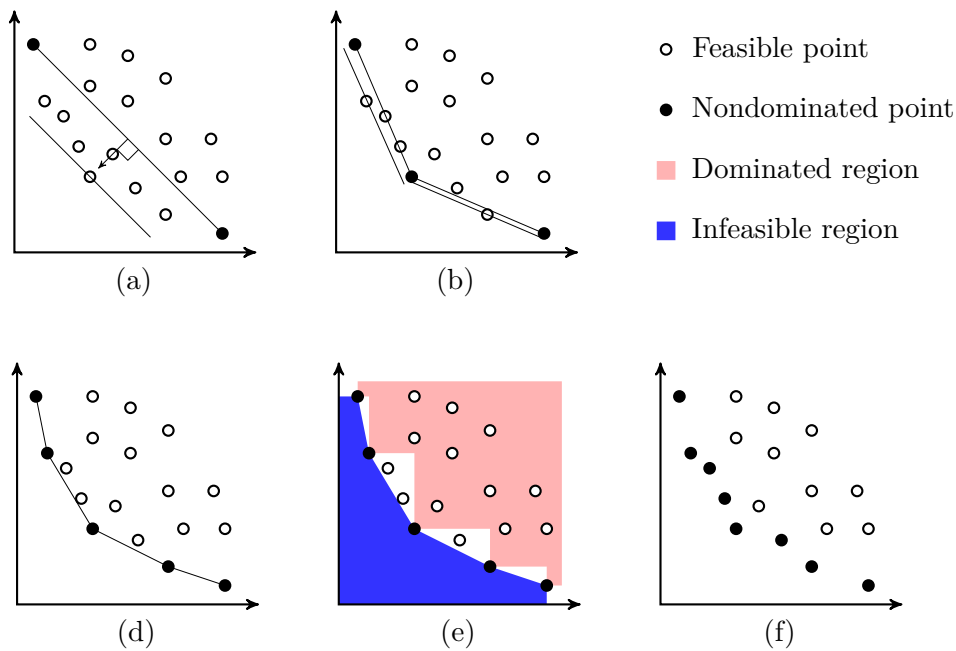 Feasible point
Nondominated point
Dominated region
Infeasible region
(a)
(b)
(d)
(e)
(f)